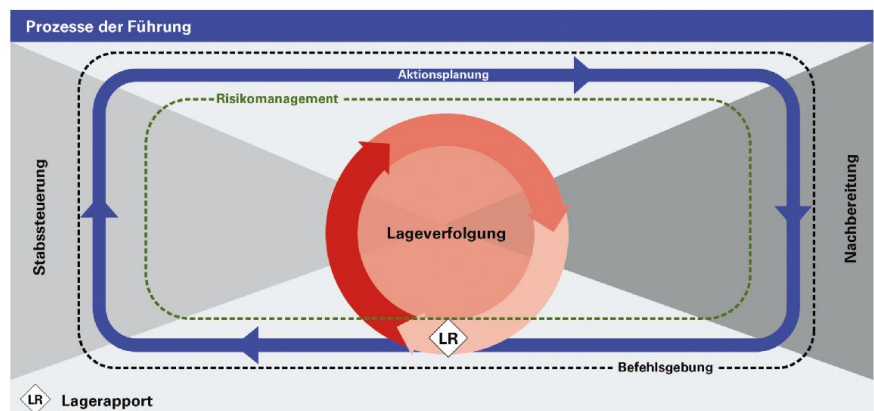 Prozesse der Führung
Aktionsplanung
Risikomanagement
Stabssteuerung
Lageverfolgung
Nachbereitung
LR
Befehlsgebung
LR Lagerapport